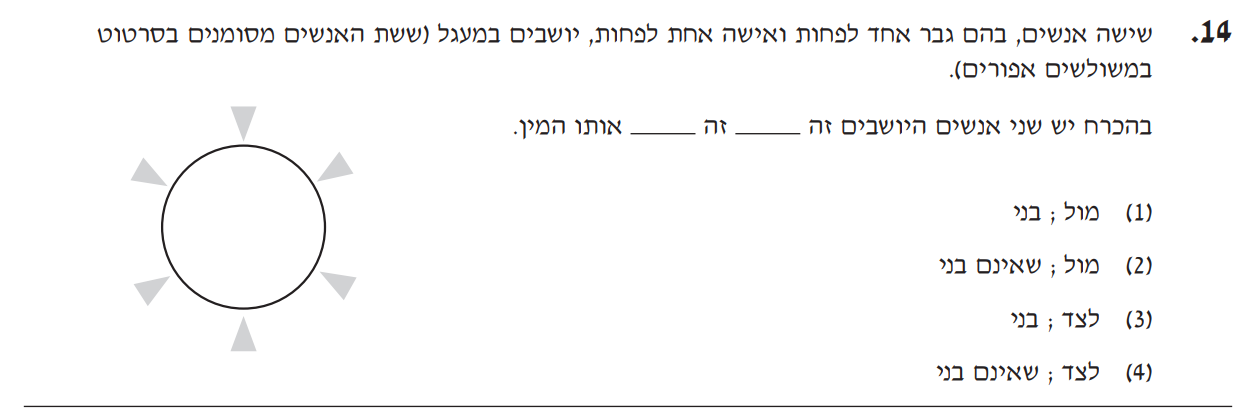 14. שישה אנשים, בהם גבר אחד לפחות ואישה אחת לפחות, יושבים במעגל (ששת האנשים מסומנים בסרטוט
במשולשים אפורים).
בהכרח יש שני אנשים היושבים זה _____ זה _____ אותו המין.
(1) מול ; בני
(2) מול ; שאינם בני
(3) לצד ; בני
(4) לצד ; שאינם בני